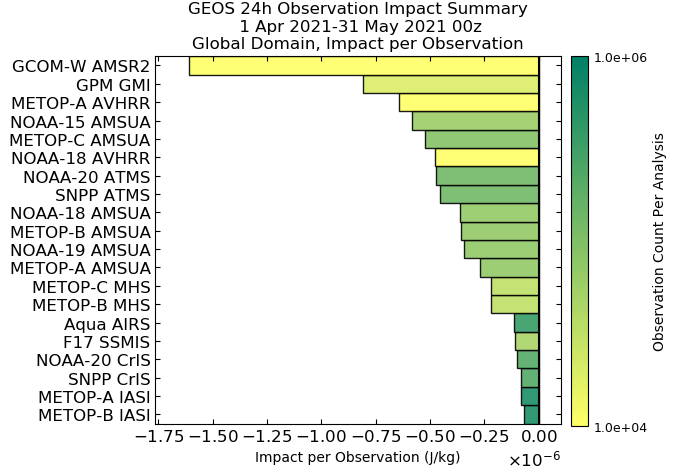 GEOS 24h Observation Impact Summary
1 Apr 2021-31 May 2021 00z
Global Domain, Impact per Observation
GCOM-W AMSR2
GPM GMI
METOP-A AVHRR
NOAA-15 AMSUA
METOP-C AMSUA
NOAA-18 AVHRR
NOAA-20 ATMS
SNPP ATMS
NOAA-18 AMSUA
METOP-B AMSUA
NOAA-19 AMSUA
METOP-A AMSUA
METOP-C MHS
METOP-B MHS
Aqua AIRS
F17 SSMIS
NOAA-20 CrIS
SNPP CrIS
METOP-A IASI
METOP-B IASI
−1.75 −1.50 −1.25 −1.00 −0.75 −0.50 −0.25 0.00
Impact per Observation (J/kg)
×10⁻⁶
1.0e+06
Observation Count Per Analysis
1.0e+04